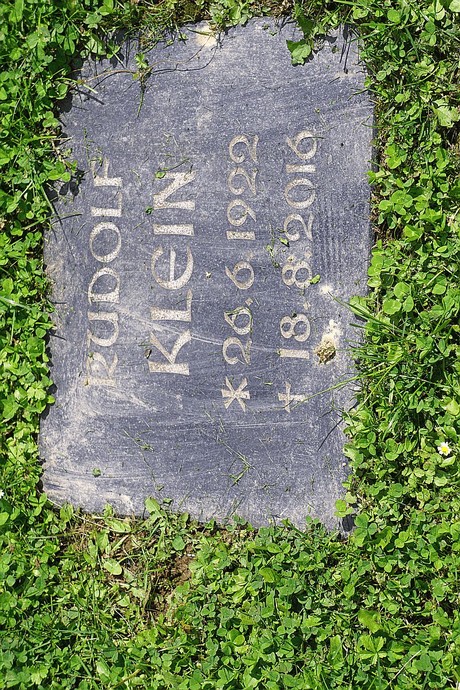 RUDOLF
KLEIN
* 26.6.1922
+ 18.8.2016